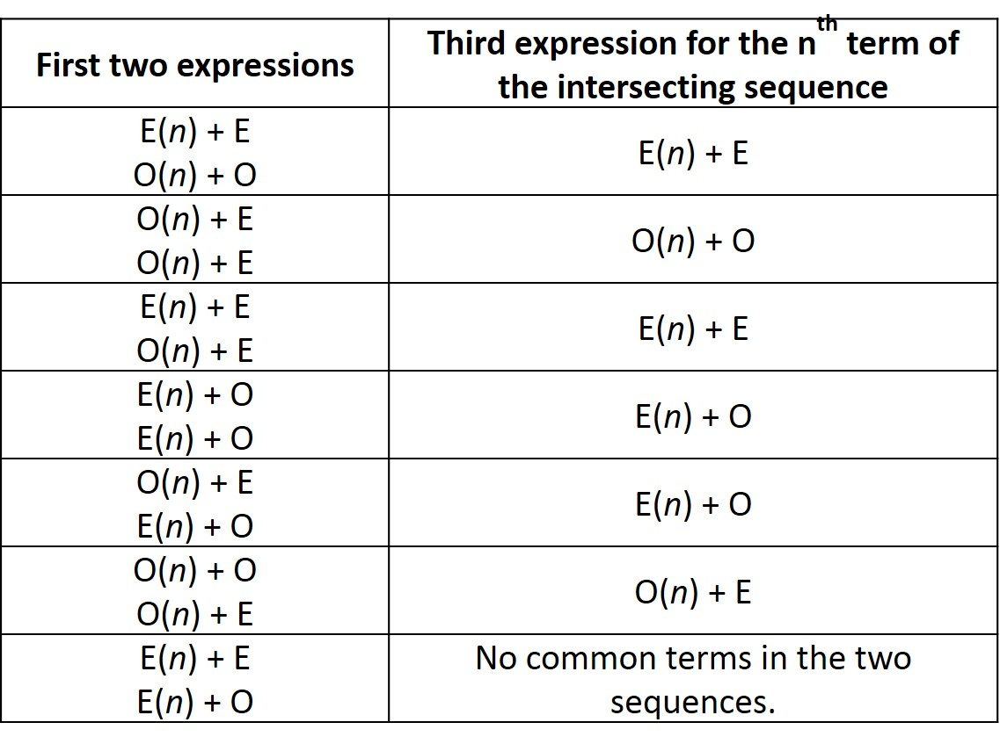 First two expressions
Third expression for the nth term of
the intersecting sequence
E(n) + E
O(n) + O
E(n) + E
O(n) + E
O(n) + E
O(n) + O
E(n) + E
O(n) + E
E(n) + E
E(n) + O
E(n) + O
E(n) + O
O(n) + E
E(n) + O
E(n) + O
O(n) + O
O(n) + E
O(n) + E
E(n) + E
E(n) + O
No common terms in the two
sequences.